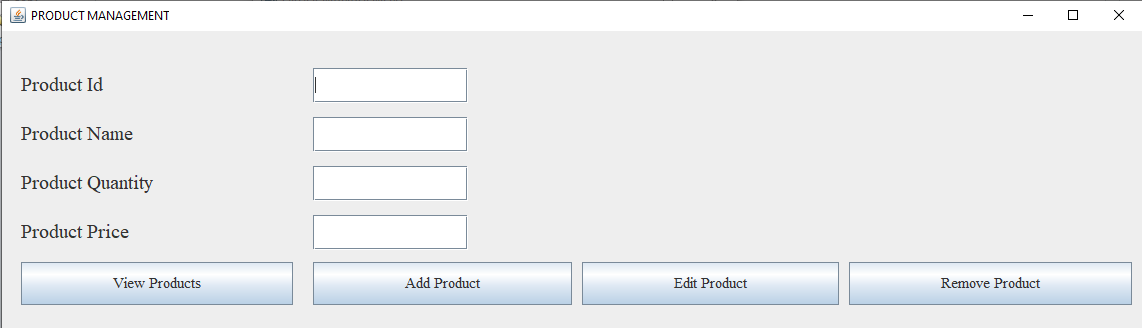 PRODUCT MANAGEMENT
Product Id
Product Name
Product Quantity
Product Price
View Products Add Product Edit Product Remove Product